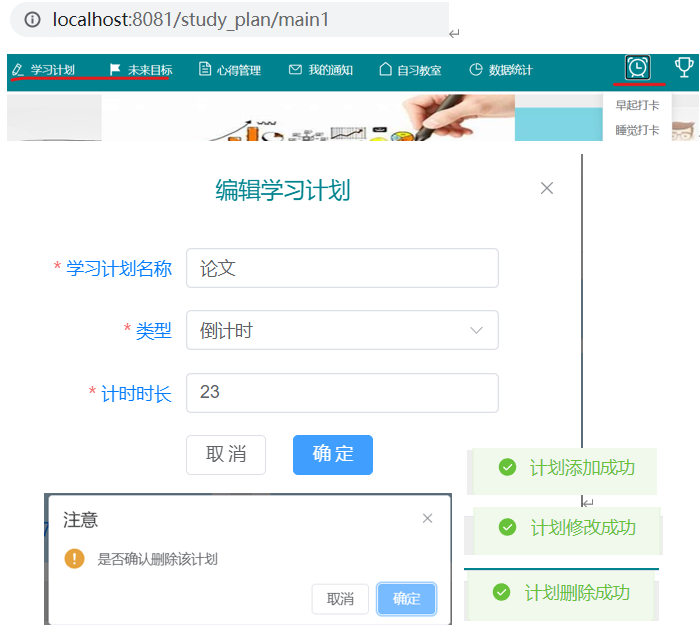 localhost:8081/study_plan/main1
学习计划 未来目标 心得管理 我的通知 自习教室 数据统计
早起打卡
睡觉打卡
编辑学习计划
* 学习计划名称 论文
* 类型 倒计时
* 计时时长 23
取消 确定
计划添加成功
注意
计划修改成功
是否确认删除该计划
取消 确定
计划删除成功